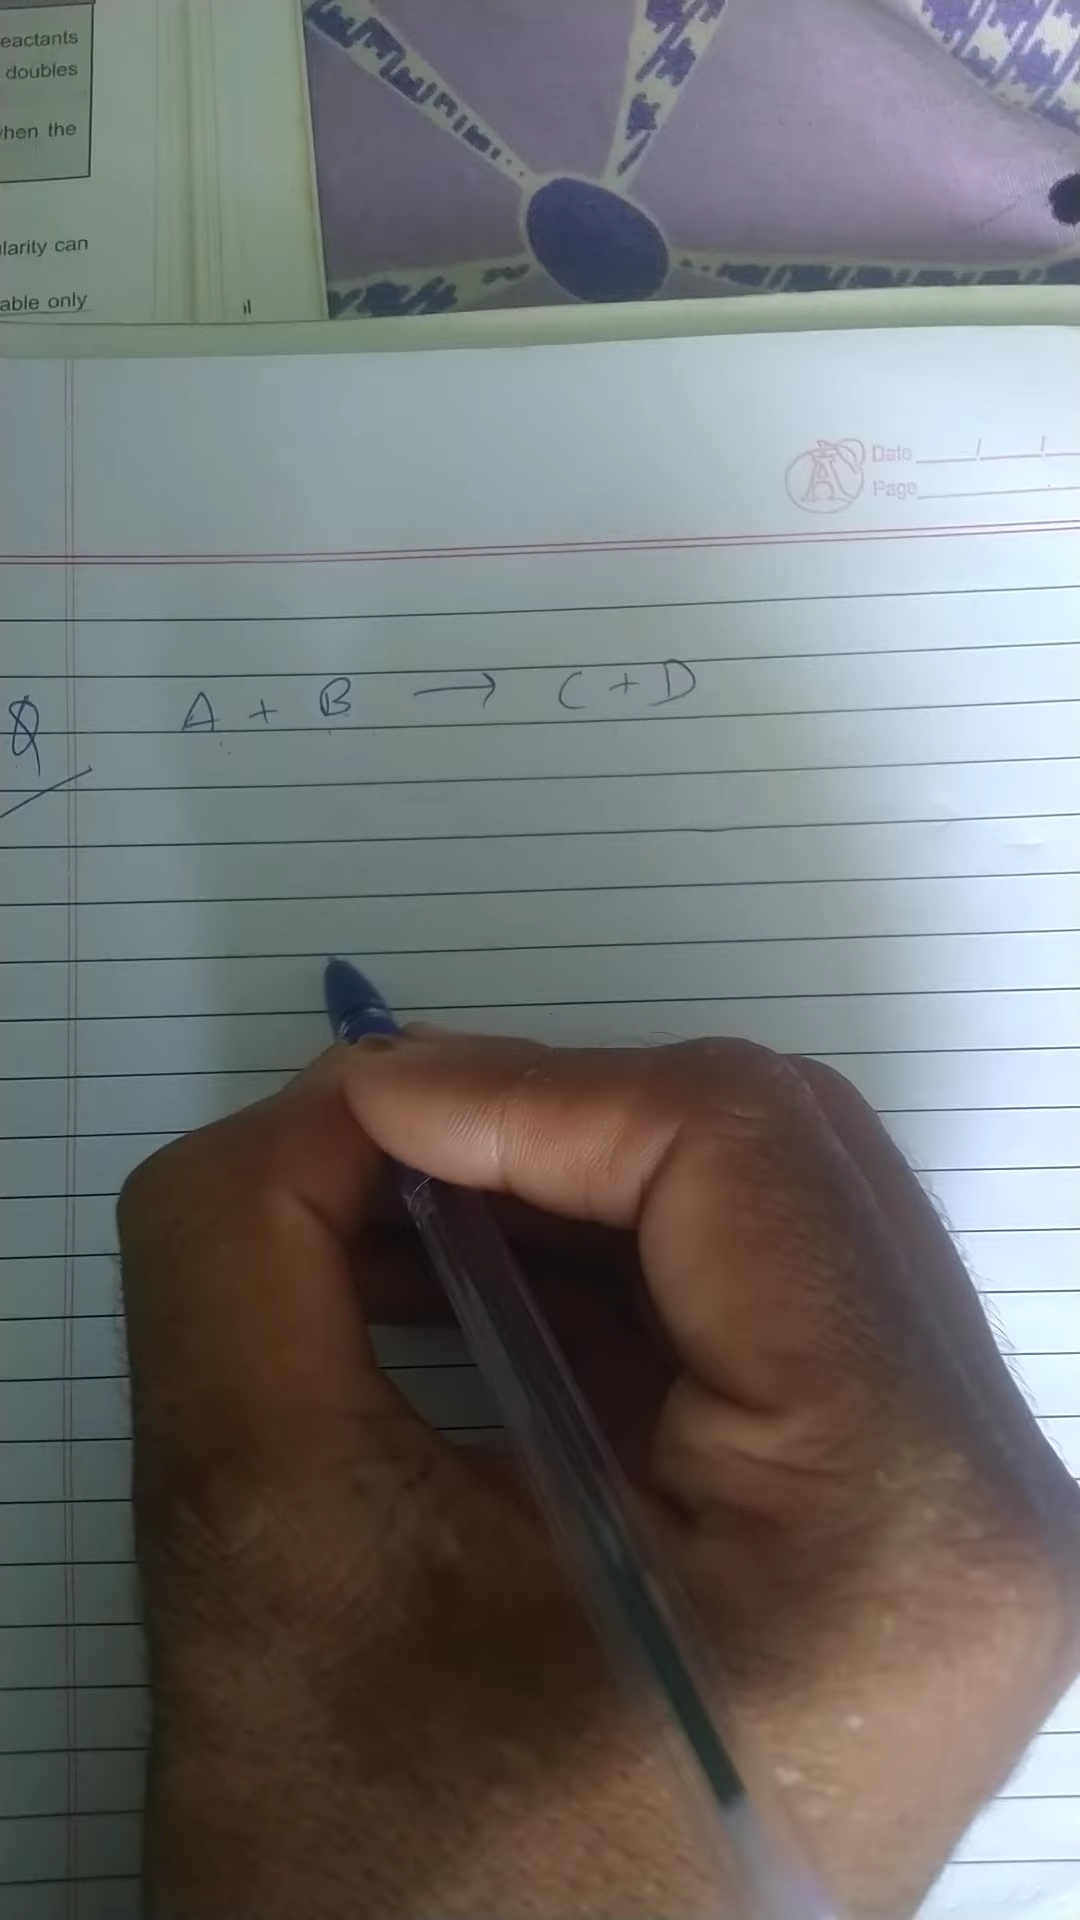 eactants
doubles
hen the
larity can
able only
Date
Page
Q A + B → C + D